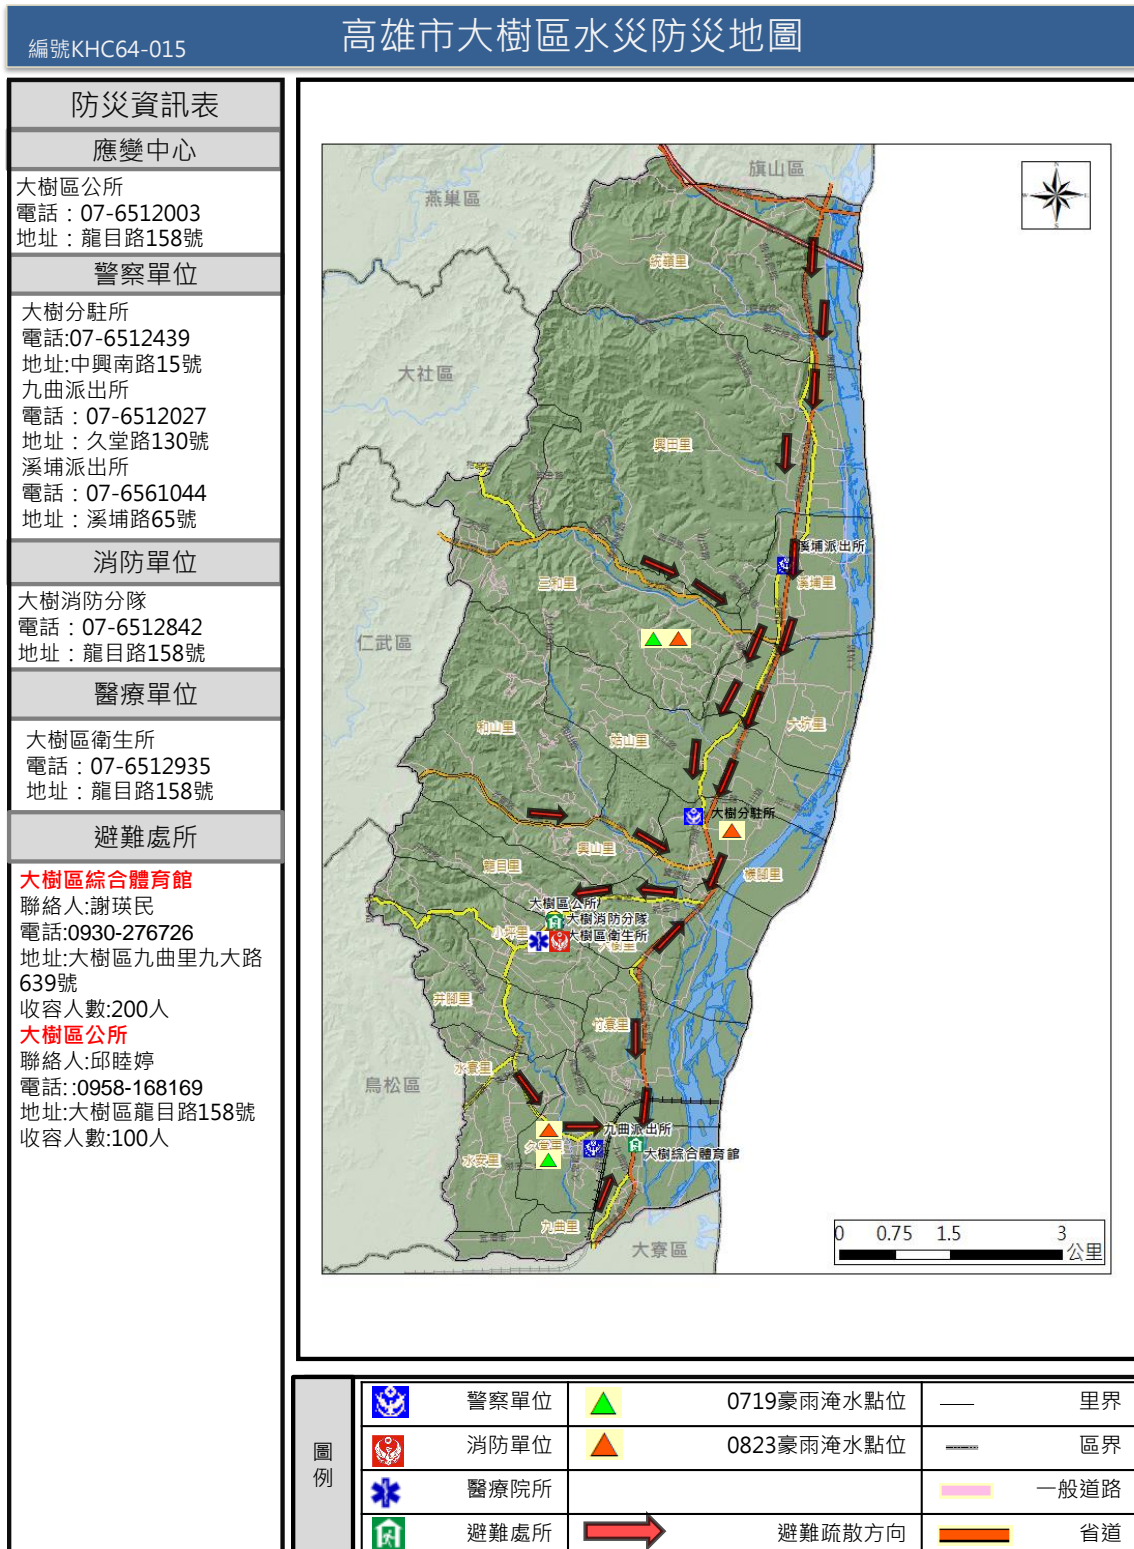 編號KHC64-015
高雄市大樹區水災防災地圖
防災資訊表
應變中心
大樹區公所
電話：07-6512003
地址：龍目路158號
警察單位
大樹分駐所
電話:07-6512439
地址:中興南路15號
九曲派出所
電話：07-6512027
地址：久堂路130號
溪埔派出所
電話：07-6561044
地址：溪埔路65號
消防單位
大樹消防分隊
電話：07-6512842
地址：龍目路158號
醫療單位
大樹區衛生所
電話：07-6512935
地址：龍目路158號
避難處所
大樹區綜合體育館
聯絡人:謝瑛民
電話:0930-276726
地址:大樹區九曲里九大路
639號
收容人數:200人
大樹區公所
聯絡人:邱睦婷
電話::0958-168169
地址:大樹區龍目路158號
收容人數:100人
旗山區
燕巢區
統嶺里
大社區
興田里
溪埔派出所
溪埔里
三和里
仁武區
和山里
姑山里
大坑里
大樹分駐所
興山里
龍目里
橫腳里
大樹區公所
大樹消防分隊
小坪里
大樹區衛生所
井腳里
竹寮里
水寮里
鳥松區
九曲派出所
久堂里
大樹綜合體育館
水安里
九曲里
大寮區
0 0.75 1.5 3
公里
圖例
警察單位
0719豪雨淹水點位
里界
消防單位
0823豪雨淹水點位
區界
醫療院所
一般道路
避難處所
避難疏散方向
省道